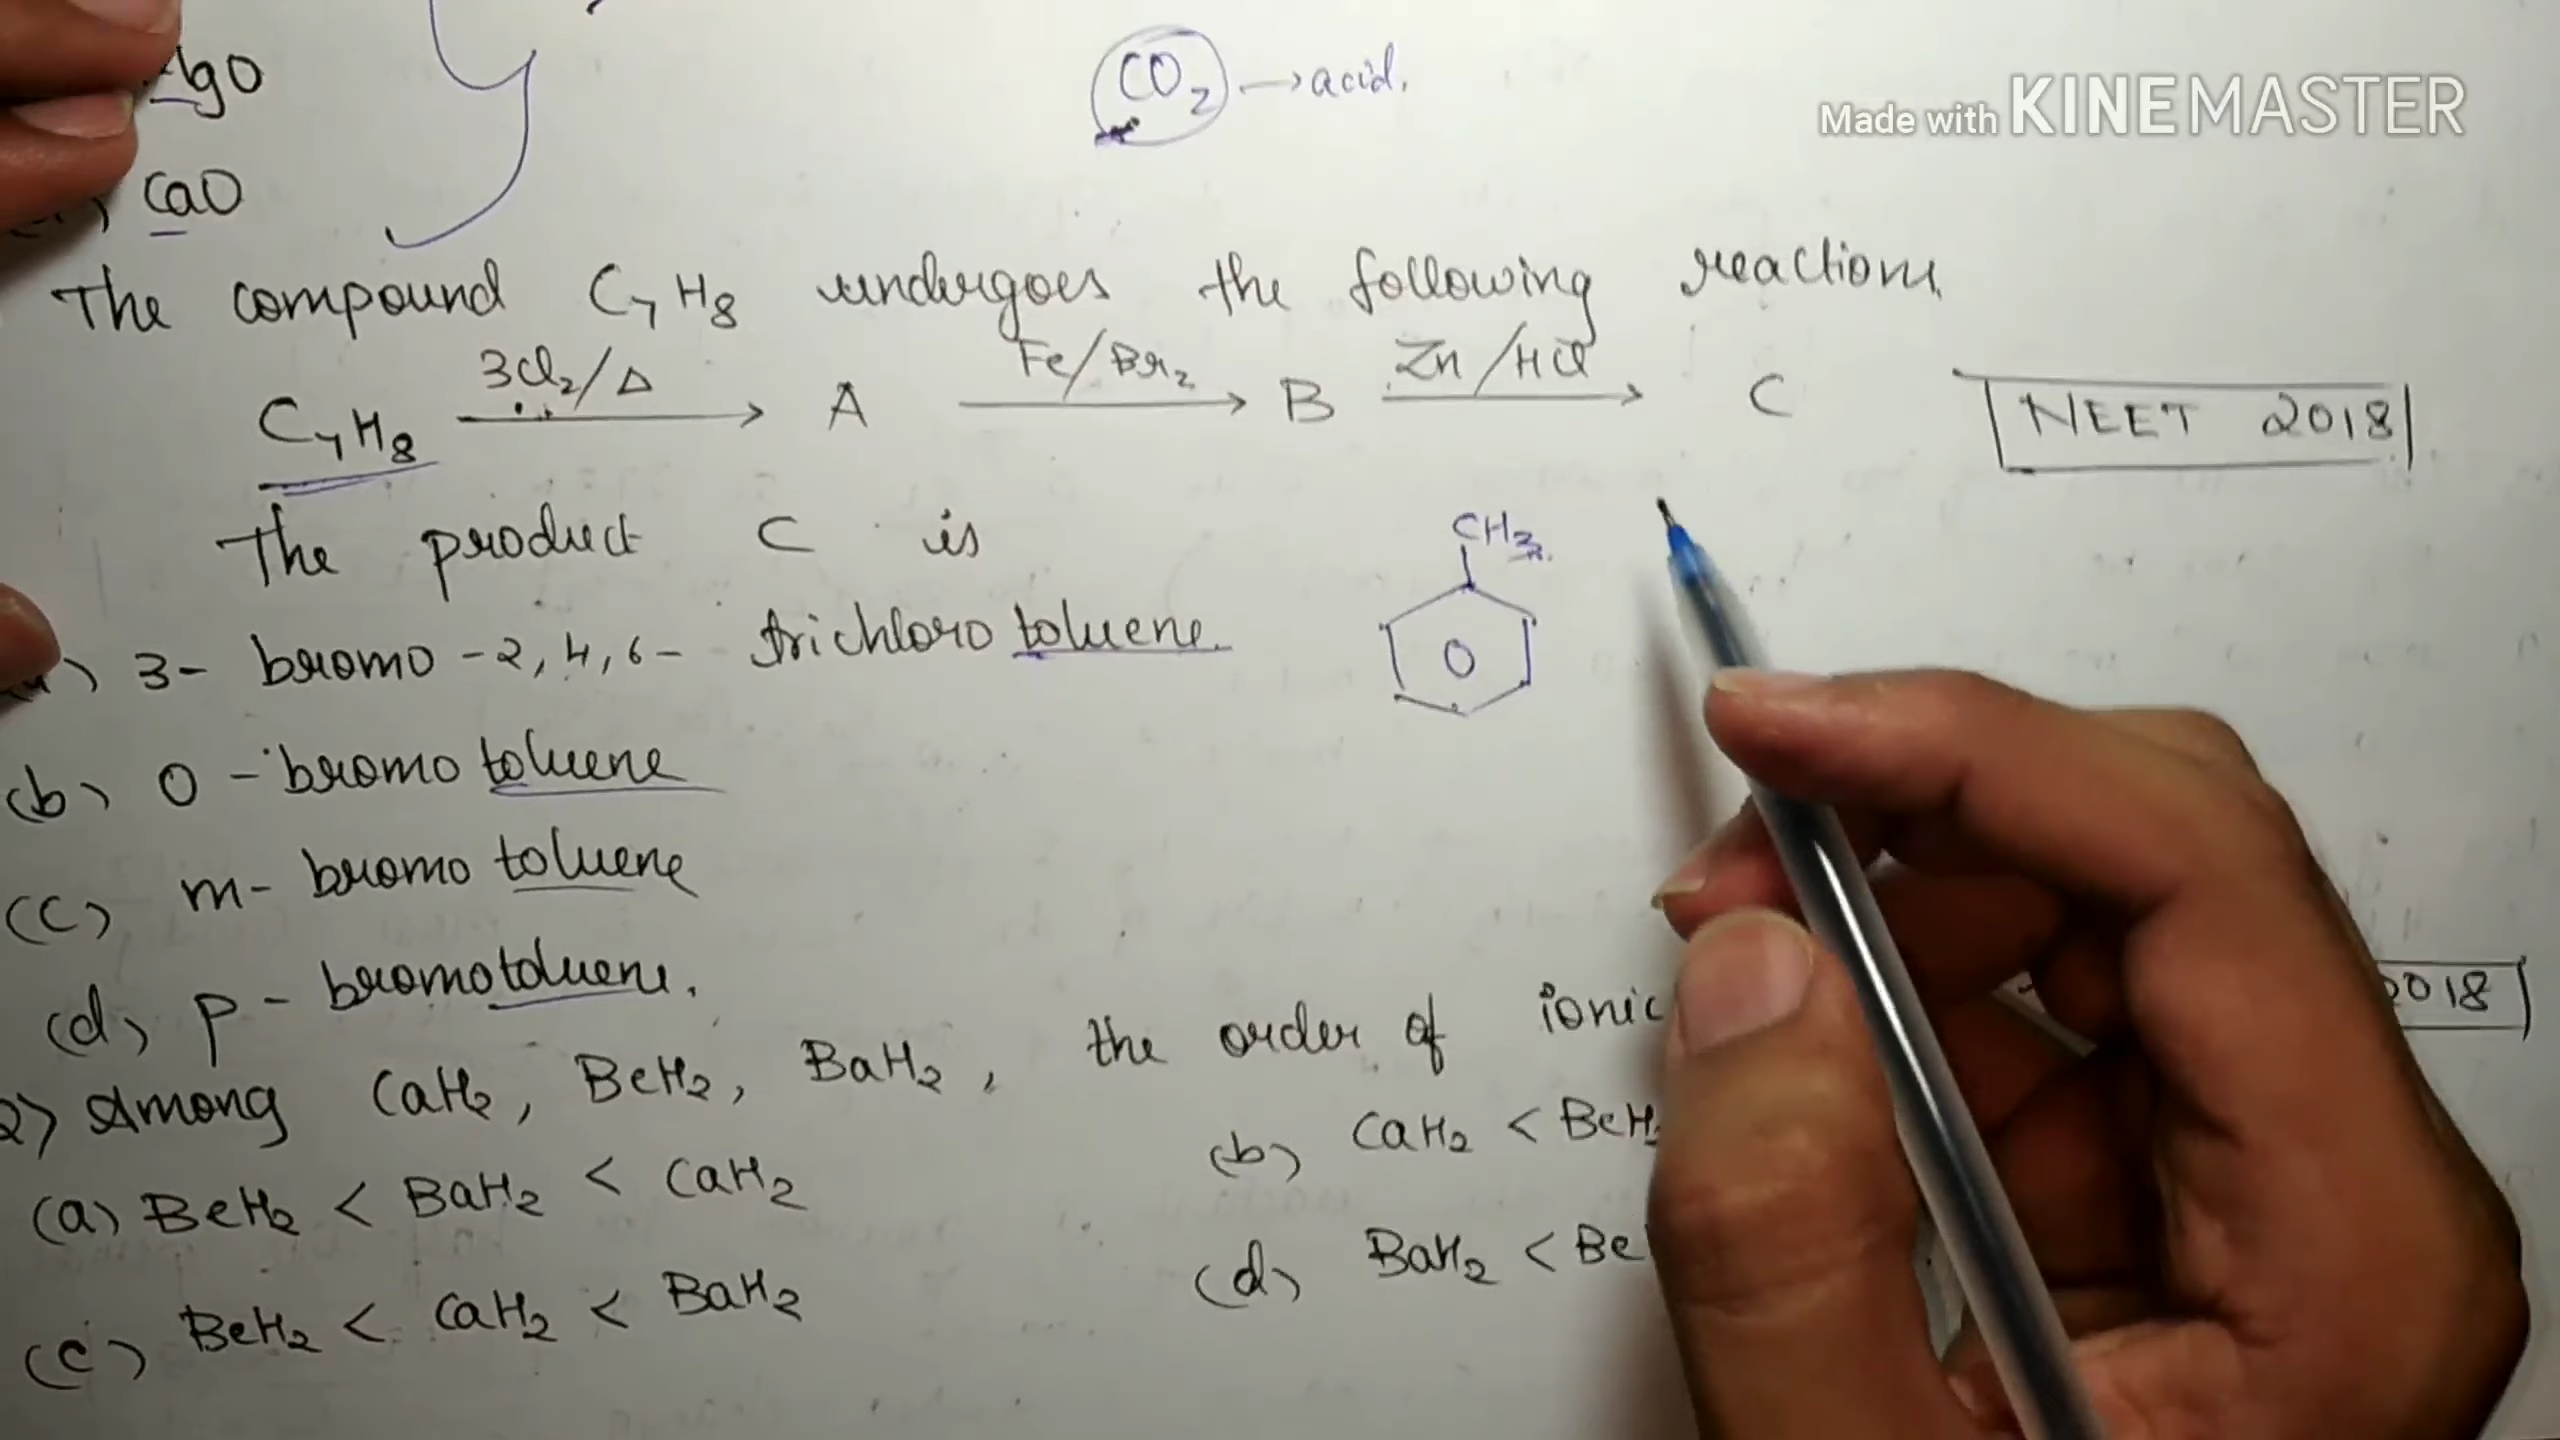 gO
CO₂ → acid.
Made with KINEMASTER
CaO
The compound C₇H₈ undergoes the following reactions
C₇H₈ 3Cl₂/Δ → A Fe/Br₂ → B Zn/HCl → C NEET 2018
The product C is
CH₃
a) 3- bromo -2,4,6- trichloro toluene.
(b) O - bromo toluene
(c) m- bromo toluene
(d) p - bromotoluene.
2018
2) Among CaH₂, BeH₂, BaH₂, the order of ionic
(a) BeH₂ < BaH₂ < CaH₂
(b) CaH₂ < BeH₂
(c) BeH₂ < CaH₂ < BaH₂
(d) BaH₂ < Be